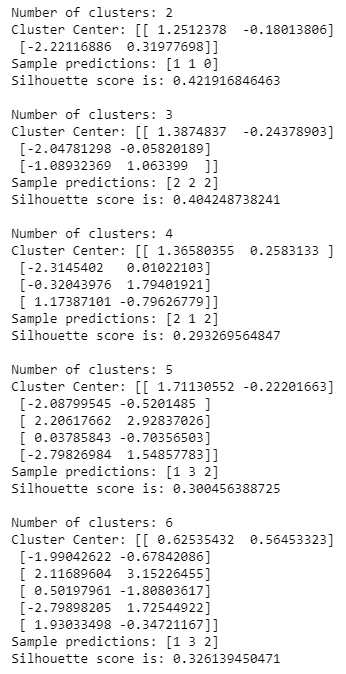 Number of clusters: 2
Cluster Center: [[ 1.2512378  -0.18013806]
 [-2.22116886  0.31977698]]
Sample predictions: [1 1 0]
Silhouette score is: 0.421916846463

Number of clusters: 3
Cluster Center: [[ 1.3874837  -0.24378903]
 [-2.04781298 -0.05820189]
 [-1.08932369  1.063399  ]]
Sample predictions: [2 2 2]
Silhouette score is: 0.404248738241

Number of clusters: 4
Cluster Center: [[ 1.36580355  0.2583133 ]
 [-2.3145402   0.01022103]
 [-0.32043976  1.79401921]
 [ 1.17387101 -0.79626779]]
Sample predictions: [2 1 2]
Silhouette score is: 0.293269564847

Number of clusters: 5
Cluster Center: [[ 1.71130552 -0.22201663]
 [-2.08799545 -0.5201485 ]
 [ 2.20617662  2.92837026]
 [ 0.03785843 -0.70356503]
 [-2.79826984  1.54857783]]
Sample predictions: [1 3 2]
Silhouette score is: 0.300456388725

Number of clusters: 6
Cluster Center: [[ 0.62535432  0.56453323]
 [-1.99042622 -0.67842086]
 [ 2.11689604  3.15226455]
 [ 0.50197961 -1.80803617]
 [-2.79898205  1.72544922]
 [ 1.93033498 -0.34721167]]
Sample predictions: [1 3 2]
Silhouette score is: 0.326139450471